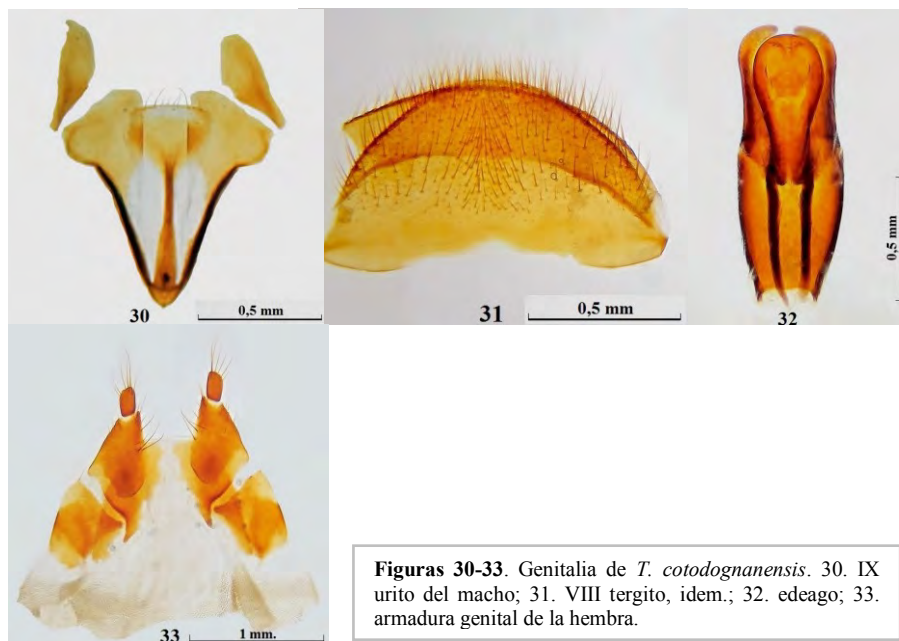 30
0,5 mm
31
0,5 mm
32
0,5 mm
33
1 mm.
Figuras 30-33. Genitalia de T. cotodognanensis. 30. IX
urito del macho; 31. VIII tergito, idem.; 32. edeago; 33.
armadura genital de la hembra.